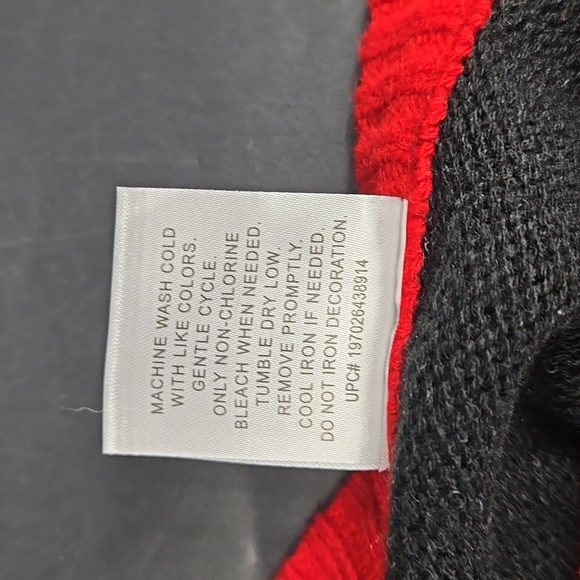 MACHINE WASH COLD
WITH LIKE COLORS.
GENTLE CYCLE.
ONLY NON-CHLORINE
BLEACH WHEN NEEDED.
TUMBLE DRY LOW.
REMOVE PROMPTLY.
COOL IRON IF NEEDED.
DO NOT IRON DECORATION.
UPC# 197026438914